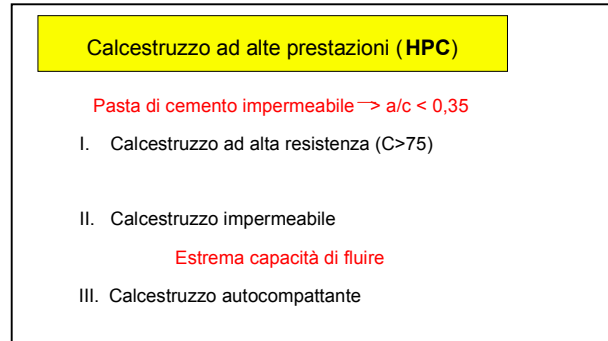 Calcestruzzo ad alte prestazioni (HPC)
Pasta di cemento impermeabile → a/c < 0,35
I. Calcestruzzo ad alta resistenza (C>75)
II. Calcestruzzo impermeabile
Estrema capacità di fluire
III. Calcestruzzo autocompattante